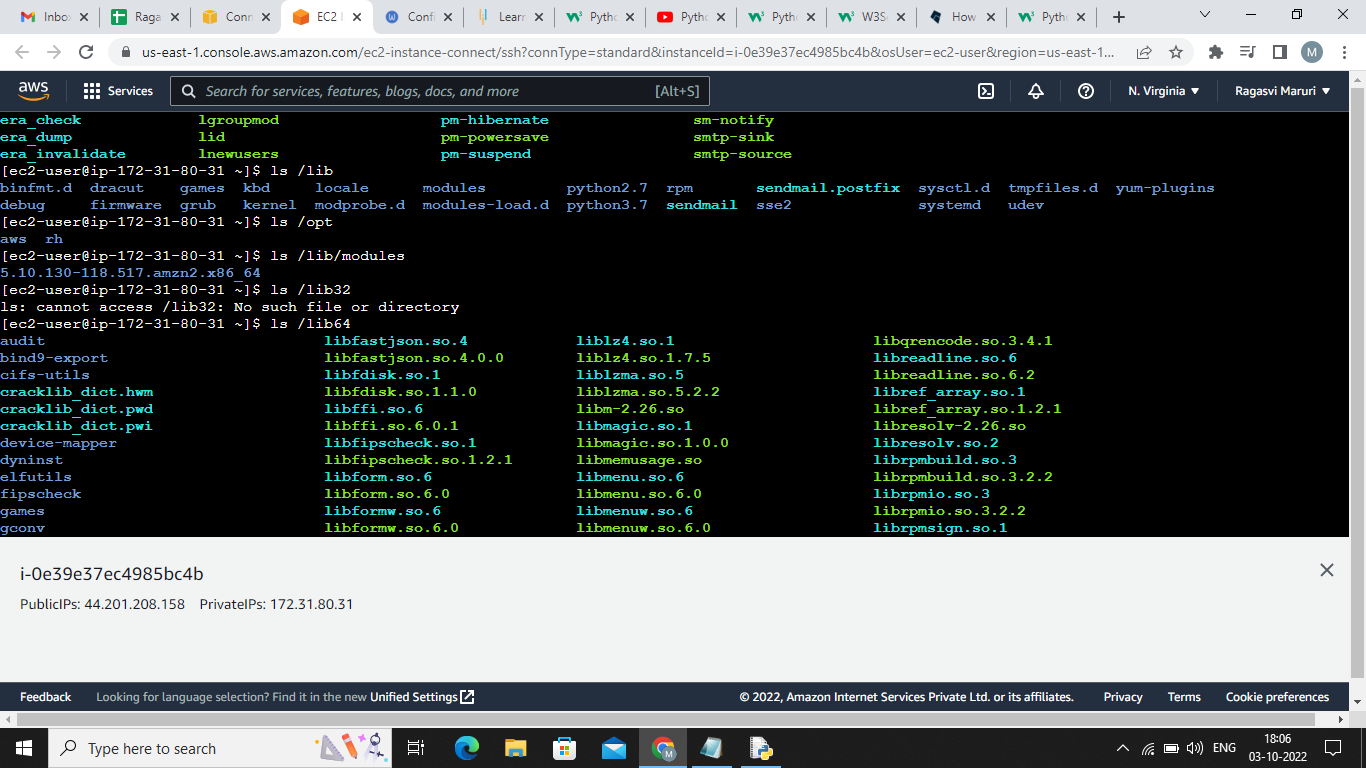 Inbo Raga Conn EC2 I Confi Learn Pytho Pytho Pytho W3Sc How Pytho
us-east-1.console.aws.amazon.com/ec2-instance-connect/ssh?connType=standard&instanceId=i-0e39e37ec4985bc4b&osUser=ec2-user&region=us-east-1... M
aws Services Search for services, features, blogs, docs, and more [Alt+S] N. Virginia Ragasvi Maruri
era_check lgroupmod pm-hibernate sm-notify
era_dump lid pm-powersave smtp-sink
era_invalidate lnewusers pm-suspend smtp-source
[ec2-user@ip-172-31-80-31 ~]$ ls /lib
binfmt.d dracut games kbd locale modules python2.7 rpm sendmail.postfix sysctl.d tmpfiles.d yum-plugins
debug firmware grub kernel modprobe.d modules-load.d python3.7 sendmail sse2 systemd udev
[ec2-user@ip-172-31-80-31 ~]$ ls /opt
aws rh
[ec2-user@ip-172-31-80-31 ~]$ ls /lib/modules
5.10.130-118.517.amzn2.x86_64
[ec2-user@ip-172-31-80-31 ~]$ ls /lib32
ls: cannot access /lib32: No such file or directory
[ec2-user@ip-172-31-80-31 ~]$ ls /lib64
audit libfastjson.so.4 liblz4.so.1 libqrencode.so.3.4.1
bind9-export libfastjson.so.4.0.0 liblz4.so.1.7.5 libreadline.so.6
cifs-utils libfdisk.so.1 liblzma.so.5 libreadline.so.6.2
cracklib_dict.hwm libfdisk.so.1.1.0 liblzma.so.5.2.2 libref_array.so.1
cracklib_dict.pwd libffi.so.6 libm-2.26.so libref_array.so.1.2.1
cracklib_dict.pwi libffi.so.6.0.1 libmagic.so.1 libresolv-2.26.so
device-mapper libfipscheck.so.1 libmagic.so.1.0.0 libresolv.so.2
dyninst libfipscheck.so.1.2.1 libmemusage.so librpmbuild.so.3
elfutils libform.so.6 libmenu.so.6 librpmbuild.so.3.2.2
fipscheck libform.so.6.0 libmenu.so.6.0 librpmio.so.3
games libformw.so.6 libmenuw.so.6 librpmio.so.3.2.2
gconv libformw.so.6.0 libmenuw.so.6.0 librpmsign.so.1
i-0e39e37ec4985bc4b
PublicIPs: 44.201.208.158 PrivateIPs: 172.31.80.31
Feedback Looking for language selection? Find it in the new Unified Settings © 2022, Amazon Internet Services Private Ltd. or its affiliates. Privacy Terms Cookie preferences
Type here to search M ENG 18:06
03-10-2022